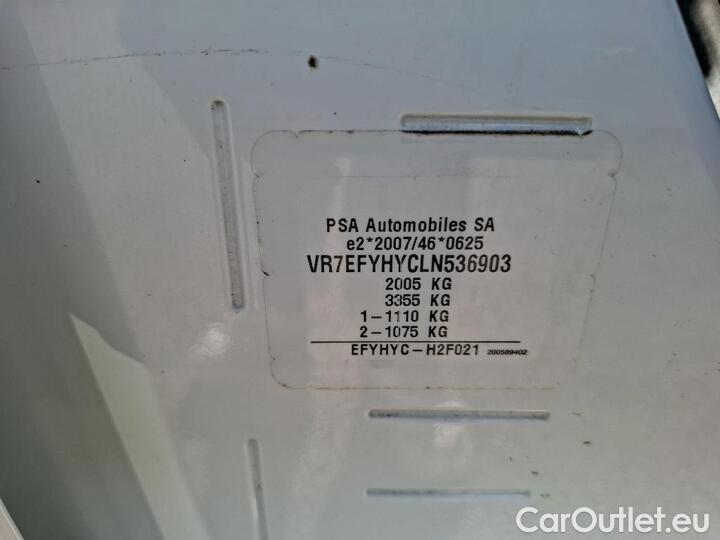 PSA Automobiles SA
e2*2007/46*0625
VR7EFYHYCLN536903
2005 KG
3355 KG
1-1110 KG
2-1075 KG
EFYHYC-H2F021 200589402
CarOutlet.eu